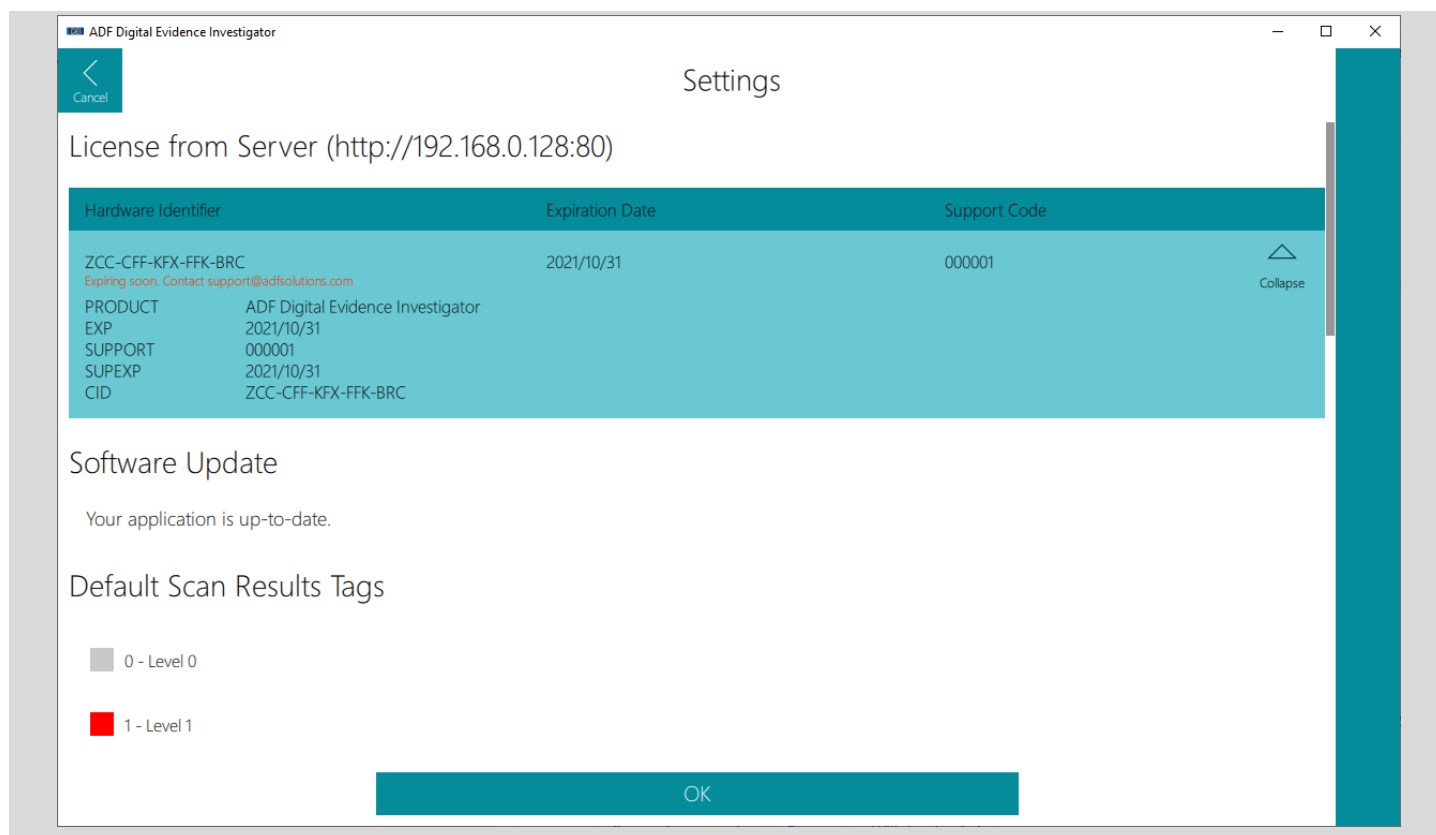 ADF Digital Evidence Investigator
Cancel
Settings
License from Server (http://192.168.0.128:80)
Hardware Identifier Expiration Date Support Code
ZCC-CFF-KFX-FFK-BRC 2021/10/31 000001
Expiring soon. Contact support@adfsolutions.com
Collapse
PRODUCT ADF Digital Evidence Investigator
EXP 2021/10/31
SUPPORT 000001
SUPEXP 2021/10/31
CID ZCC-CFF-KFX-FFK-BRC
Software Update
Your application is up-to-date.
Default Scan Results Tags
0 - Level 0
1 - Level 1
OK